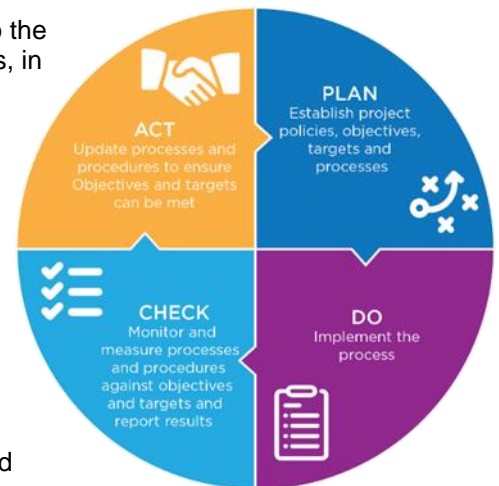 o the
s, in
PLAN
Establish project
policies, objectives,
targets and
processes
DO
Implement the
process
CHECK
Monitor and
measure processes
and procedures
against objectives
and targets and
report results
ACT
Update processes and
procedures to ensure
Objectives and targets
can be met
d